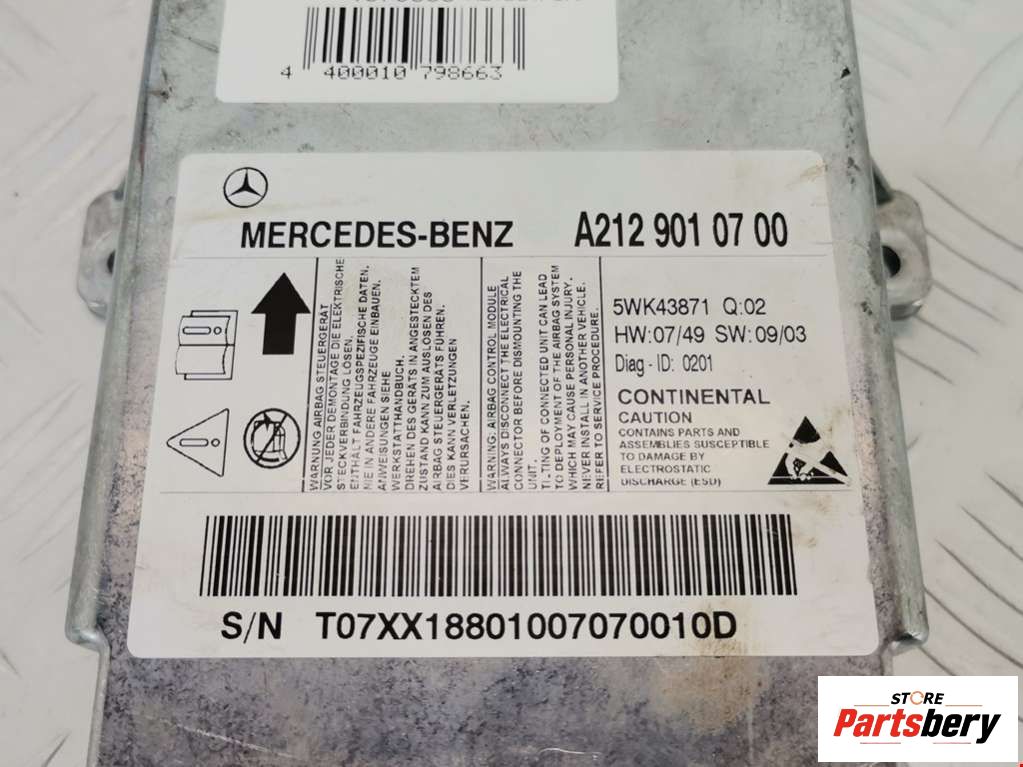 4 400010 798663
MERCEDES-BENZ A212 901 07 00
WARNUNG AIRBAG STEUERGERÄT
VOR JEDER DEMONTAGE DIE ELEKTRISCHE
STECKVERBINDUNG LÖSEN.
ENTHÄLT FAHRZEUGSPEZIFISCHE DATEN.
NIE IN ANDERE FAHRZEUGE EINBAUEN.
ANWEISUNGEN SIEHE
WERKSTATTHANDBUCH.
DREHEN DES GERÄTS IN ANGESTECKTEM
ZUSTAND KANN ZUM AUSLÖSEN DES
AIRBAG STEUERGERÄTS FÜHREN.
DIES KANN VERLETZUNGEN
VERURSACHEN.
WARNING: AIRBAG CONTROL MODULE
ALWAYS DISCONNECT THE ELECTRICAL
CONNECTOR BEFORE DISMOUNTING THE
UNIT.
TILTING OF CONNECTED UNIT CAN LEAD
TO DEPLOYMENT OF THE AIRBAG SYSTEM
WHICH MAY CAUSE PERSONAL INJURY.
NEVER INSTALL IN ANOTHER VEHICLE.
REFER TO SERVICE PROCEDURE.
5WK43871 Q:02
HW:07/49 SW:09/03
Diag - ID: 0201
CONTINENTAL
CAUTION
CONTAINS PARTS AND
ASSEMBLIES SUSCEPTIBLE
TO DAMAGE BY
ELECTROSTATIC
DISCHARGE (ESD)
S/N T07XX18801007070010D
STORE
Partsbery